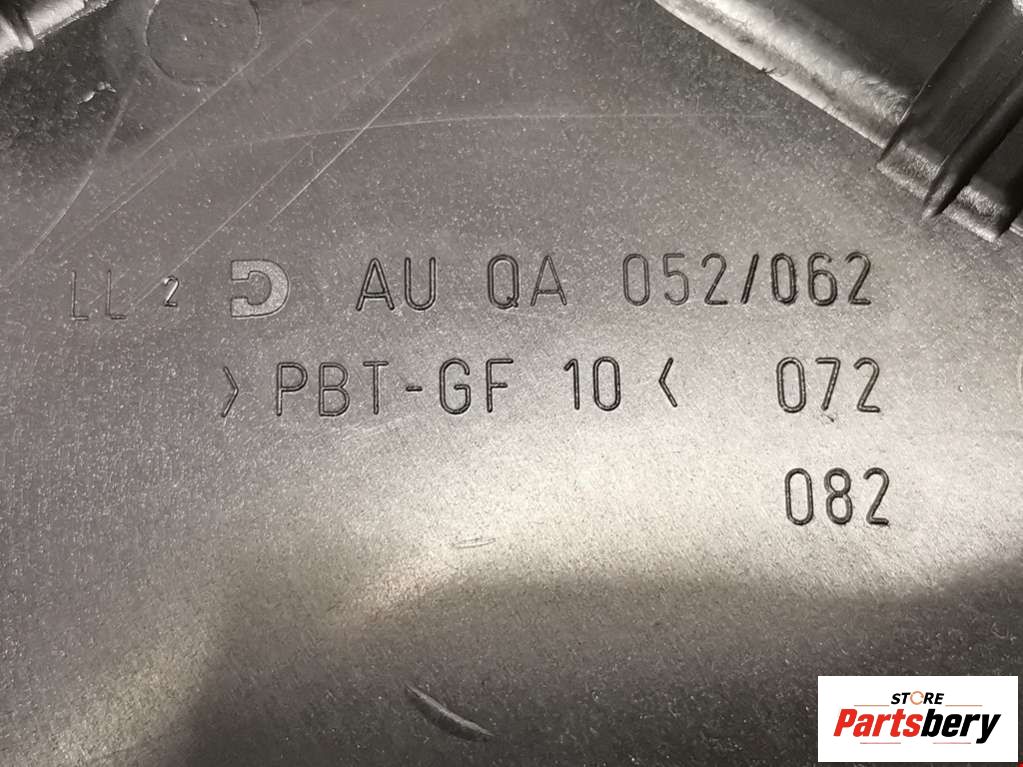 LL 2 D AU QA 052/062
>PBT-GF 10< 072
082
STORE
Partsbery